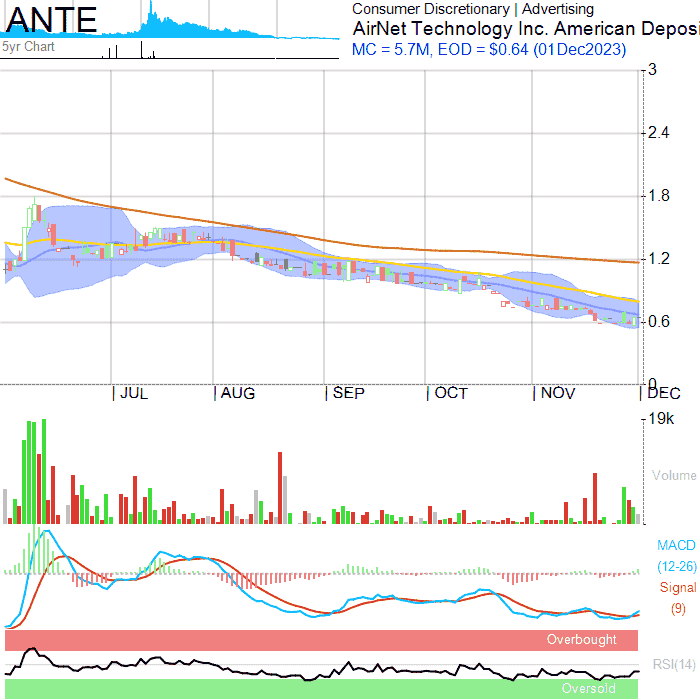 ANTE
5yr Chart
Consumer Discretionary | Advertising
AirNet Technology Inc. American Deposi
MC = 5.7M, EOD = $0.64 (01Dec2023)
3
2.4
1.8
1.2
0.6
0
JUL
AUG
SEP
OCT
NOV
DEC
19k
Volume
MACD
(12-26)
Signal
(9)
Overbought
RSI(14)
Oversold